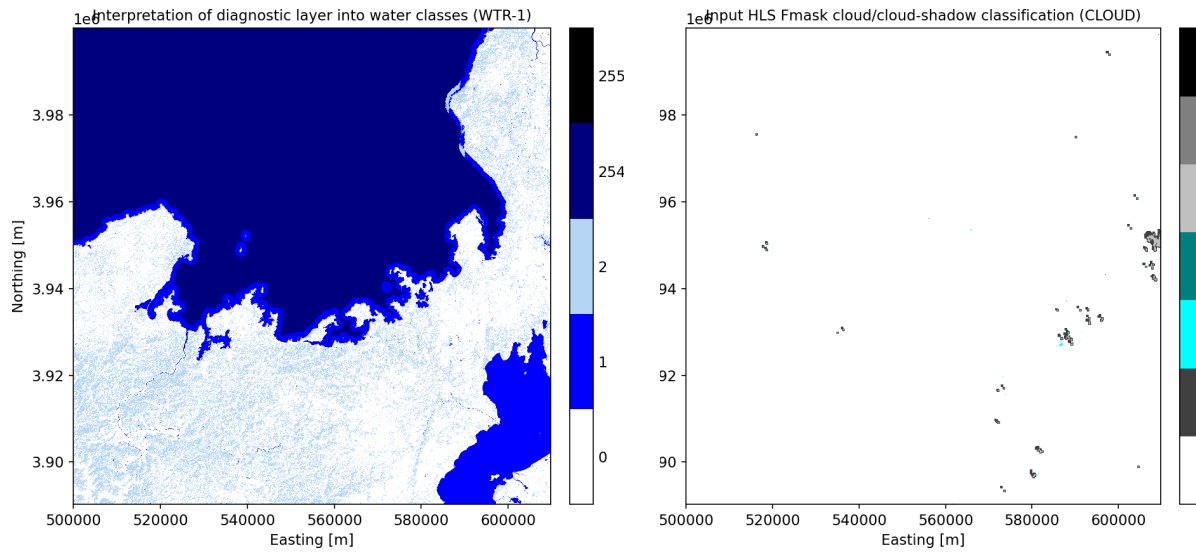 1e6
Interpretation of diagnostic layer into water classes (WTR-1)
3.98
3.96
3.94
3.92
3.90
Northing [m]
500000 520000 540000 560000 580000 600000
Easting [m]
255
254
2
1
0
1e6
Input HLS Fmask cloud/cloud-shadow classification (CLOUD)
98
96
94
92
90
500000 520000 540000 560000 580000 600000
Easting [m]